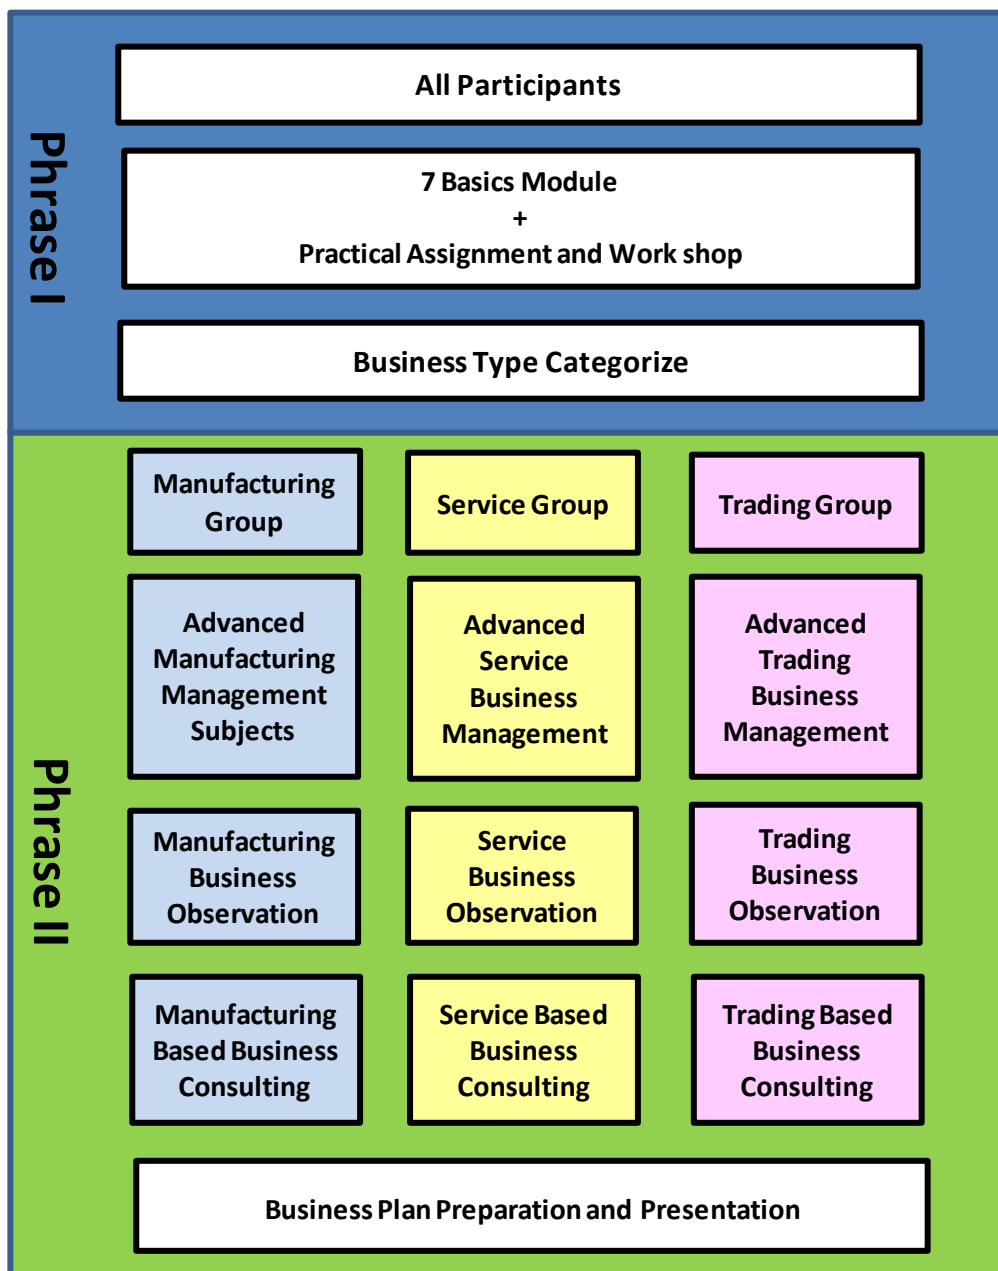 Phrase I
All Participants
7 Basics Module
+
Practical Assignment and Work shop
Business Type Categorize
Phrase II
Manufacturing
Group
Service Group
Trading Group
Advanced
Manufacturing
Management
Subjects
Advanced
Service
Business
Management
Advanced
Trading
Business
Management
Manufacturing
Business
Observation
Service
Business
Observation
Trading
Business
Observation
Manufacturing
Based Business
Consulting
Service Based
Business
Consulting
Trading Based
Business
Consulting
Business Plan Preparation and Presentation